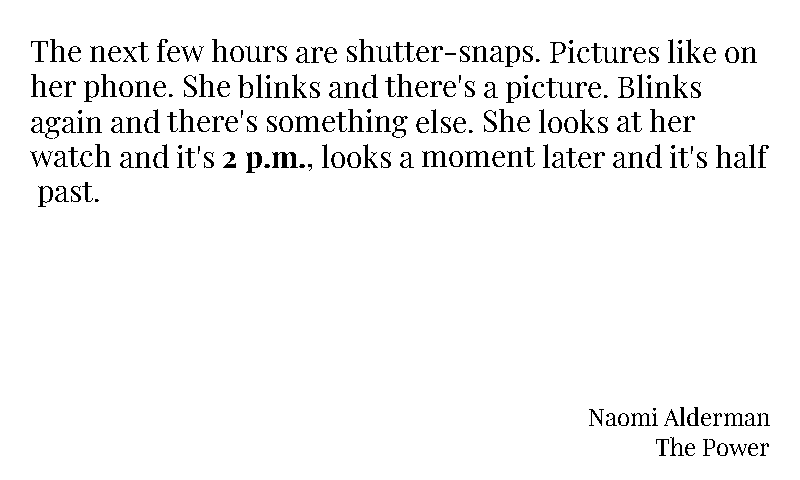 The next few hours are shutter-snaps. Pictures like on
her phone. She blinks and there's a picture. Blinks
again and there's something else. She looks at her
watch and it's 2 p.m., looks a moment later and it's half
past.
Naomi Alderman
The Power